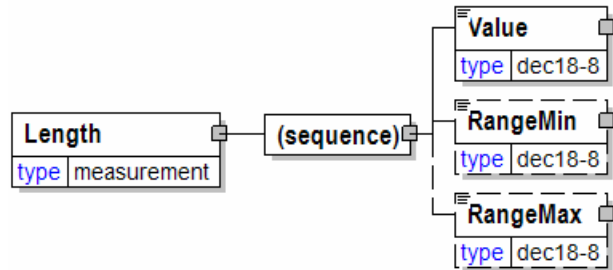 Value
type dec18-8
Length
type measurement
(sequence)
RangeMin
type dec18-8
RangeMax
type dec18-8